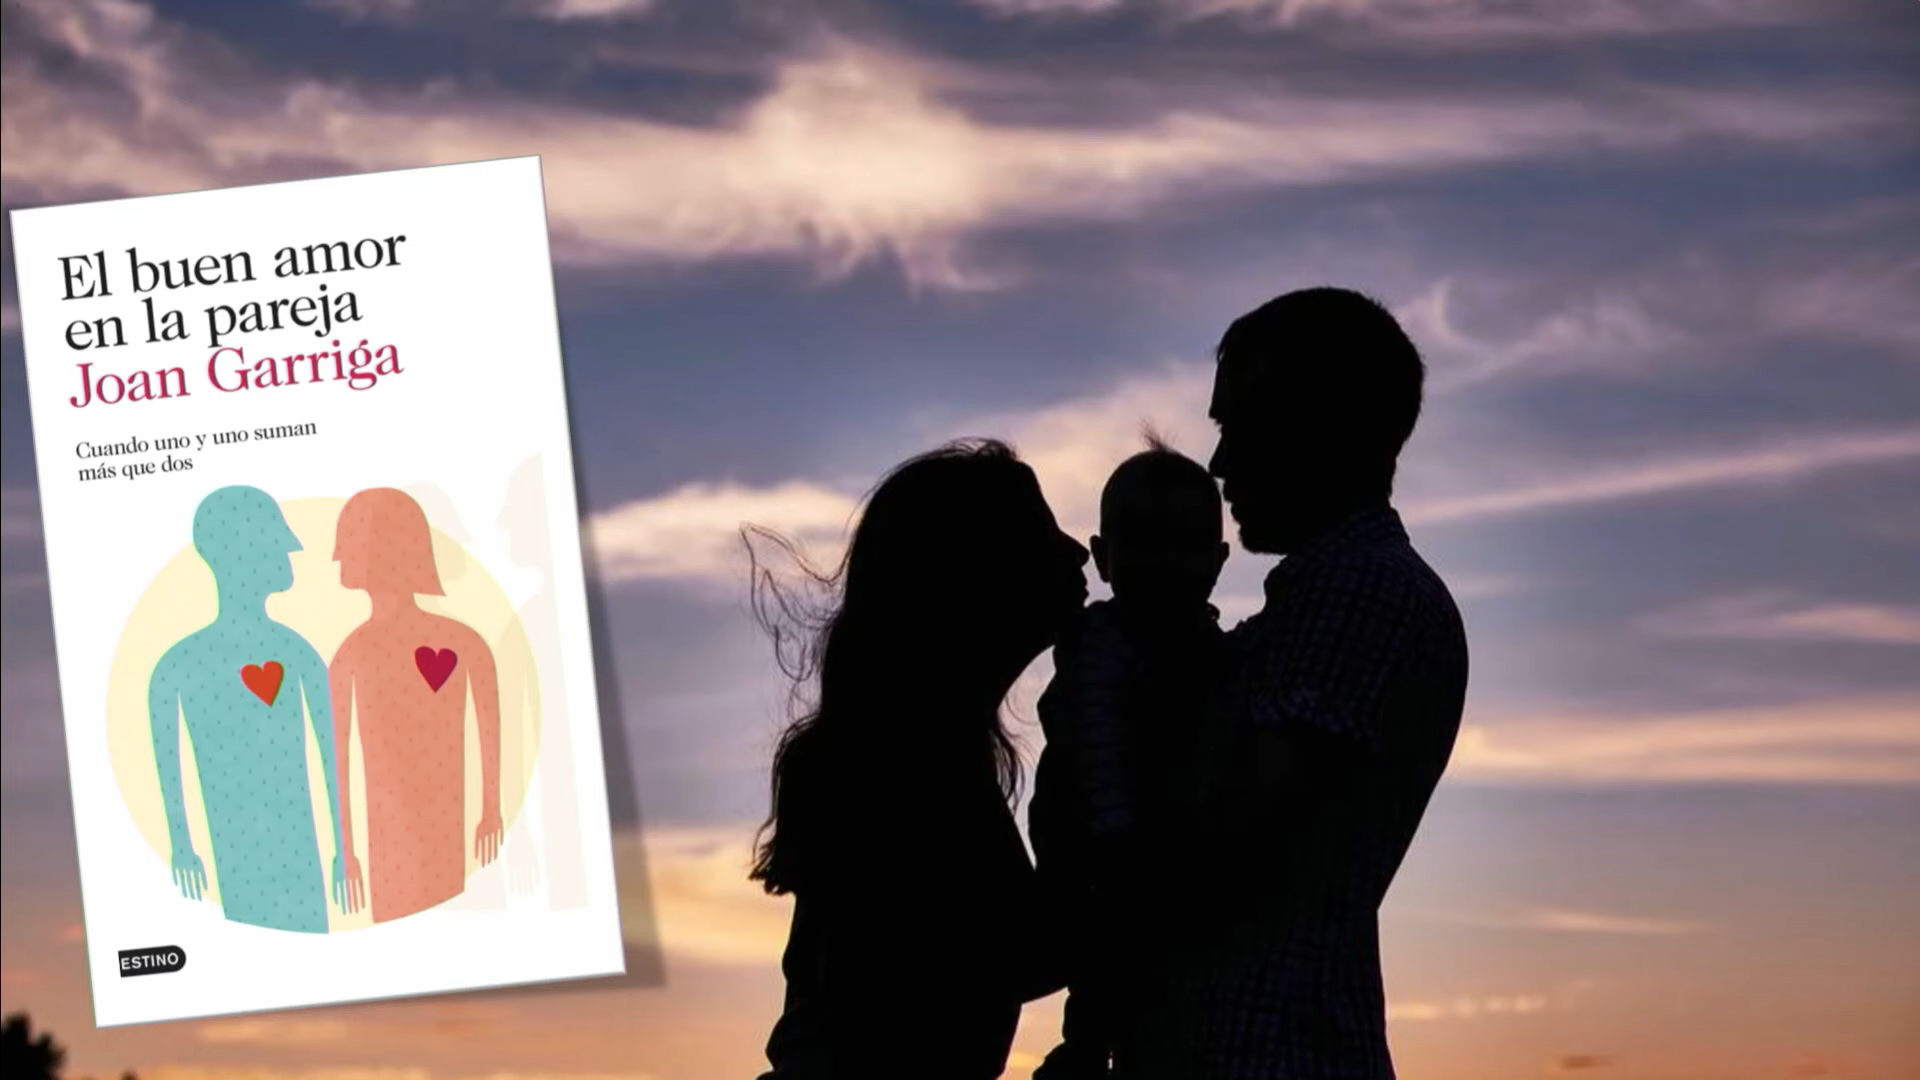 El buen amor
en la pareja
Joan Garriga
Cuando uno y uno suman
más que dos
ESTINO